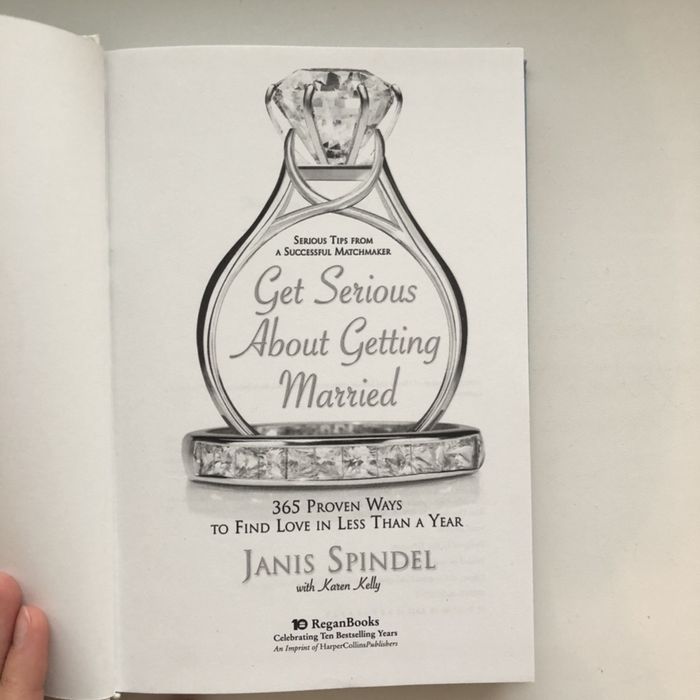 Serious Tips from
a Successful Matchmaker
Get Serious
About Getting
Married
365 Proven Ways
to Find Love in Less Than a Year
Janis Spindel
with Karen Kelly
10 ReganBooks
Celebrating Ten Bestselling Years
An Imprint of HarperCollinsPublishers